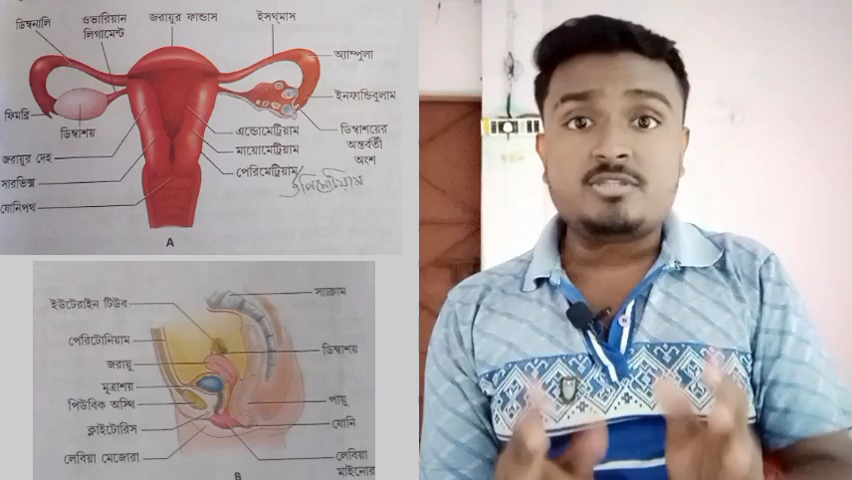 ডিম্বনালি
ওভারিয়ান
লিগামেন্ট
জরায়ুর ফান্ডাস
ইসথ্‌মাস
অ্যাম্পুলা
ইনফান্ডিবুলাম
ফিমব্রি
ডিম্বাশয়
এন্ডোমেট্রিয়াম
ডিম্বাশয়ের
অন্তর্বর্তী
অংশ
মায়োমেট্রিয়াম
জরায়ুর দেহ
পেরিমেট্রিয়াম
সারভিক্স
যোনিপথ
A
ইউটেরাইন টিউব
স্যাক্রাম
পেরিটোনিয়াম
ডিম্বাশয়
জরায়ু
মূত্রাশয়
পিউবিক অস্থি
পায়ু
ক্লাইটোরিস
যোনি
লেবিয়া মেজোরা
লেবিয়া
মাইনোর
B